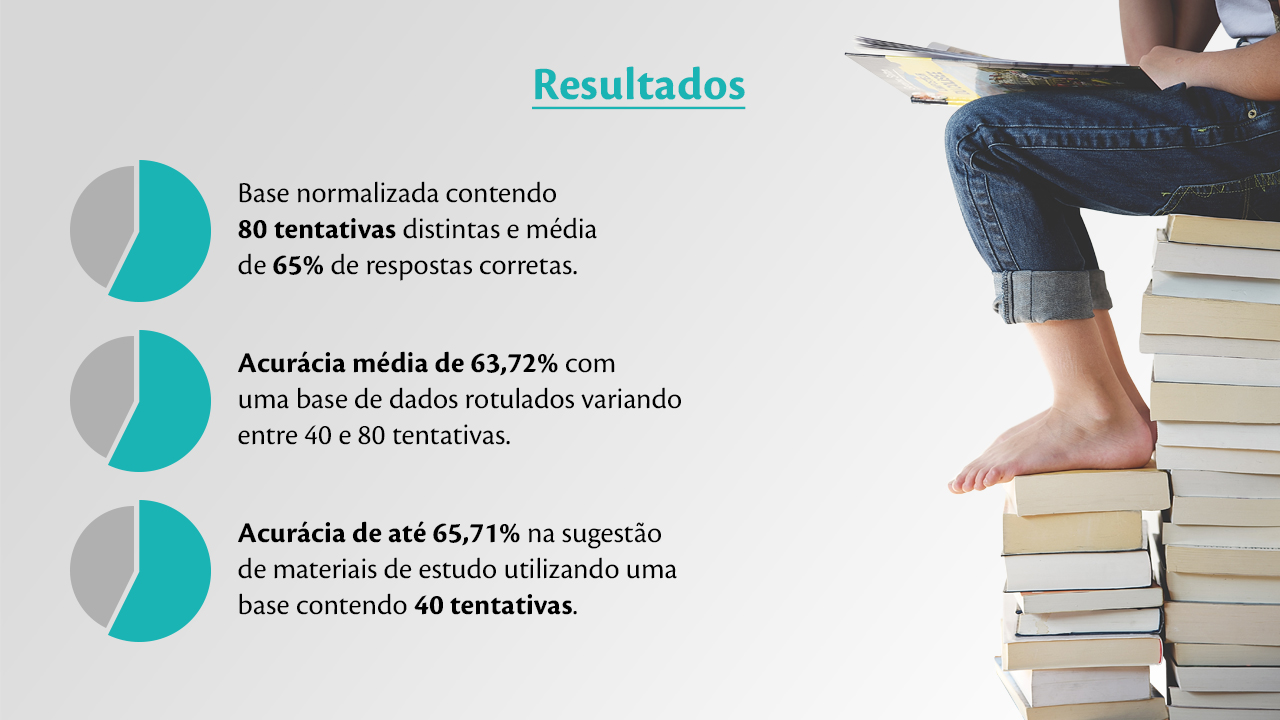 Resultados
Base normalizada contendo
80 tentativas distintas e média
de 65% de respostas corretas.
Acurácia média de 63,72% com
uma base de dados rotulados variando
entre 40 e 80 tentativas.
Acurácia de até 65,71% na sugestão
de materiais de estudo utilizando uma
base contendo 40 tentativas.